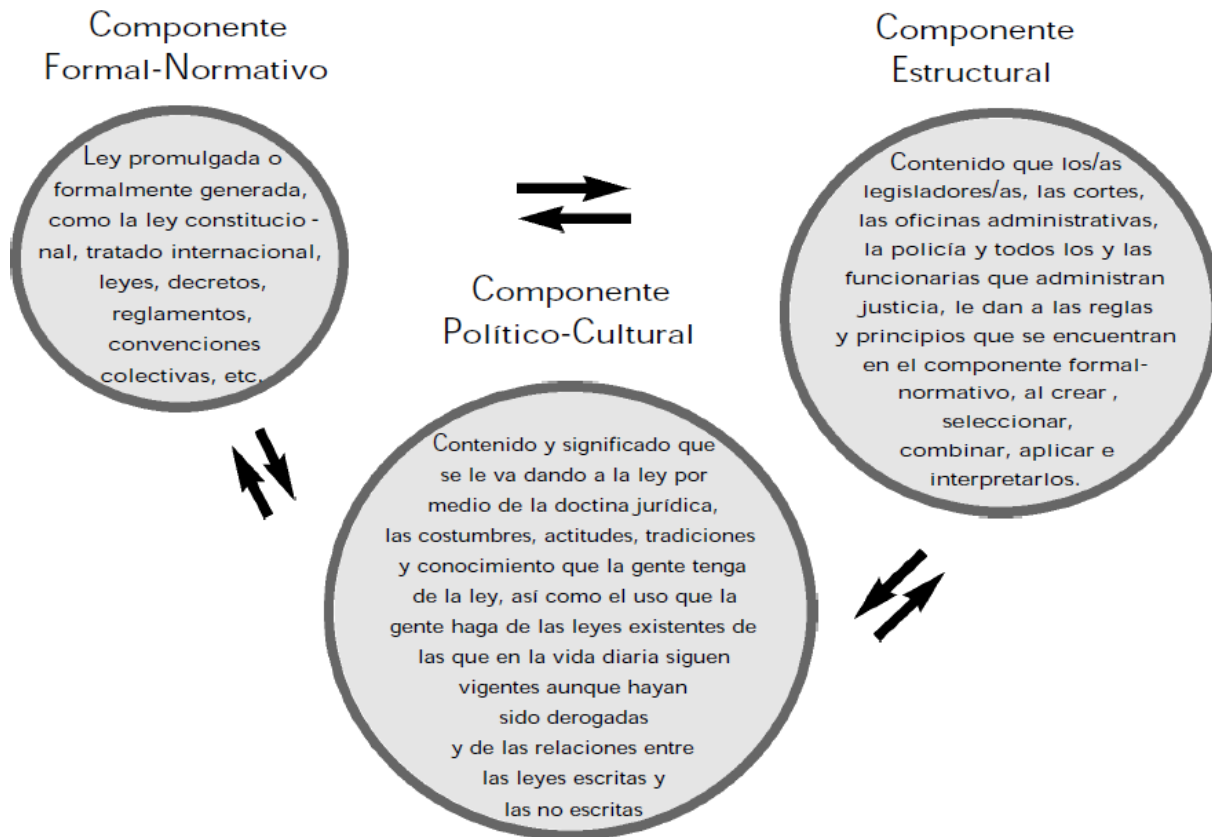 Componente
Formal-Normativo
Ley promulgada o
formalmente generada,
como la ley constitucio -
nal, tratado internacional,
leyes, decretos,
reglamentos,
convenciones
colectivas, etc.
Componente
Estructural
Contenido que los/as
legisladores/as, las cortes,
las oficinas administrativas,
la policía y todos los y las
funcionarias que administran
justicia, le dan a las reglas
y principios que se encuentran
en el componente formal-
normativo, al crear ,
seleccionar,
combinar, aplicar e
interpretarlos.
Componente
Político-Cultural
Contenido y significado que
se le va dando a la ley por
medio de la doctina jurídica,
las costumbres, actitudes, tradiciones
y conocimiento que la gente tenga
de la ley, así como el uso que la
gente haga de las leyes existentes de
las que en la vida diaria siguen
vigentes aunque hayan
sido derogadas
y de las relaciones entre
las leyes escritas y
las no escritas